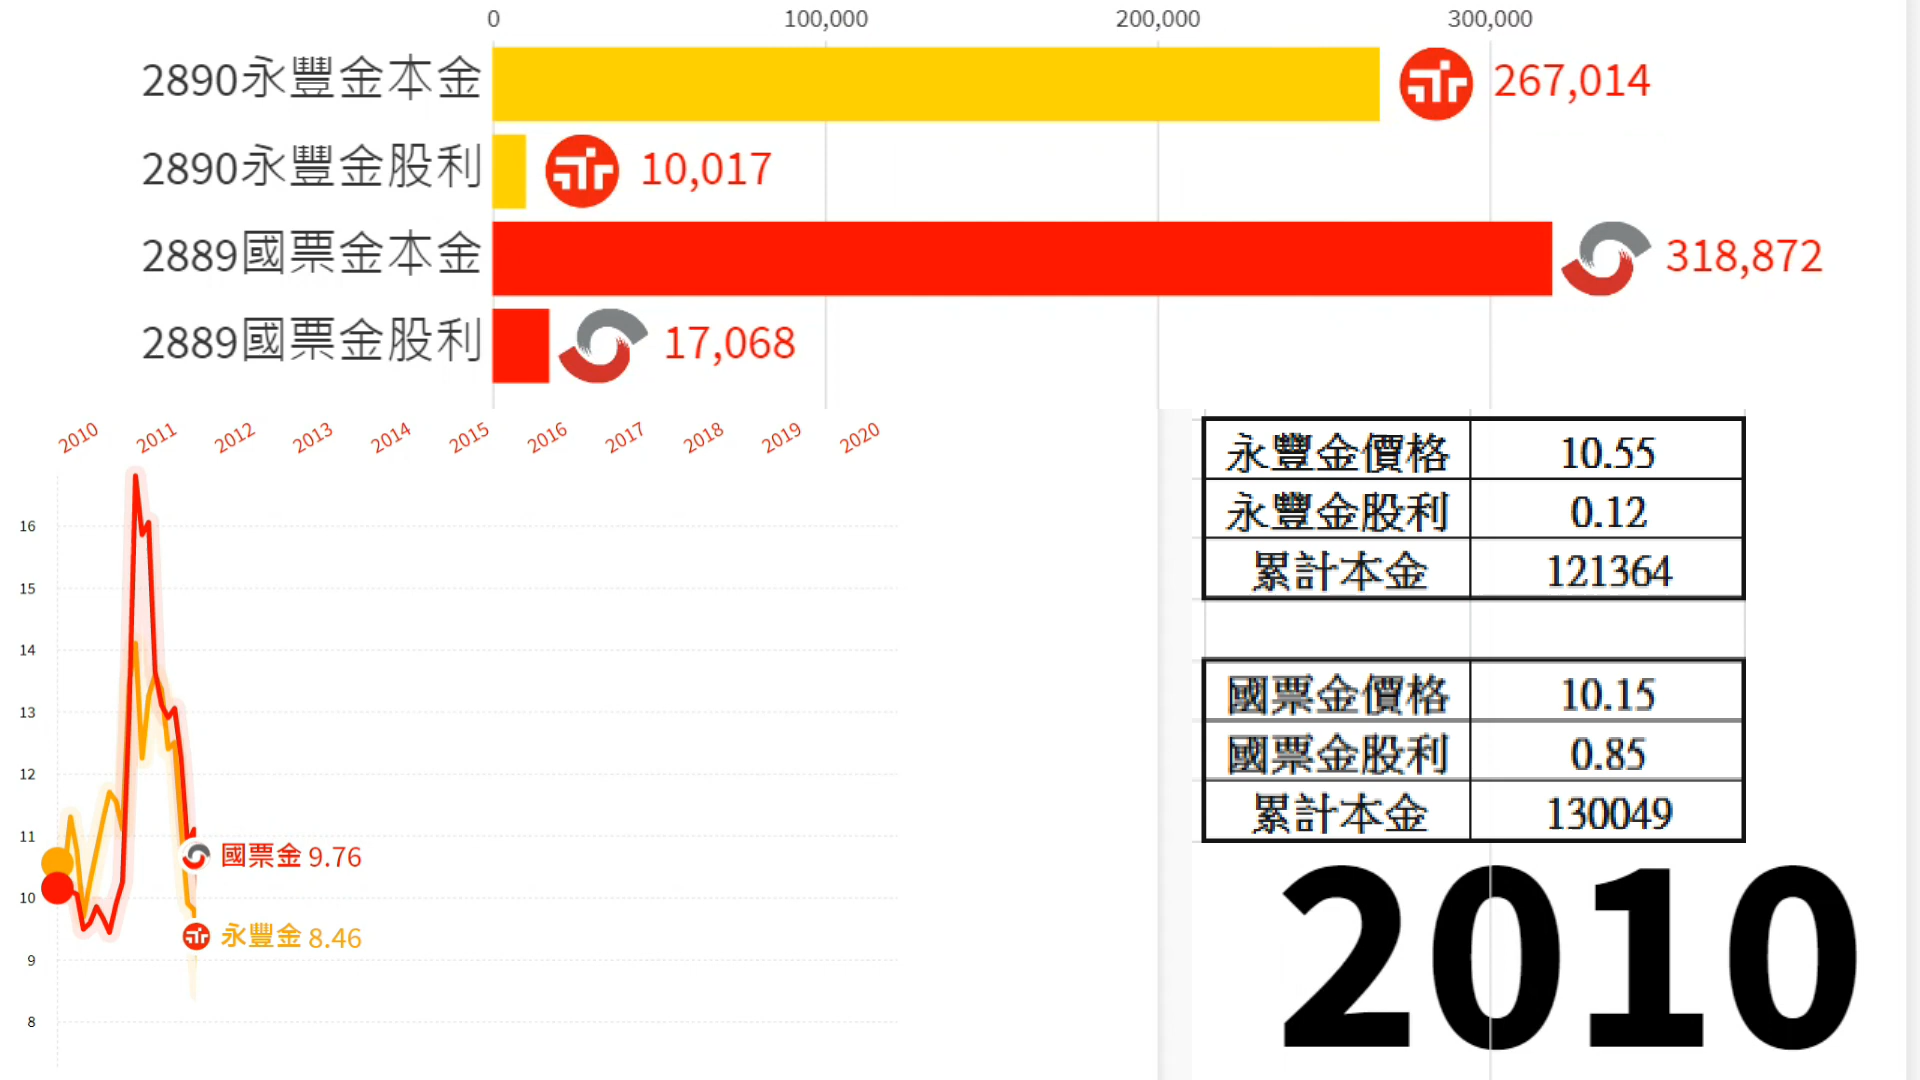 0 100,000 200,000 300,000
2890永豐金本金 267,014
2890永豐金股利 10,017
2889國票金本金 318,872
2889國票金股利 17,068
2010 2011 2012 2013 2014 2015 2016 2017 2018 2019 2020
16
15
14
13
12
11
10
9
8
國票金 9.76
永豐金 8.46
永豐金價格 10.55
永豐金股利 0.12
累計本金 121364
國票金價格 10.15
國票金股利 0.85
累計本金 130049
2010